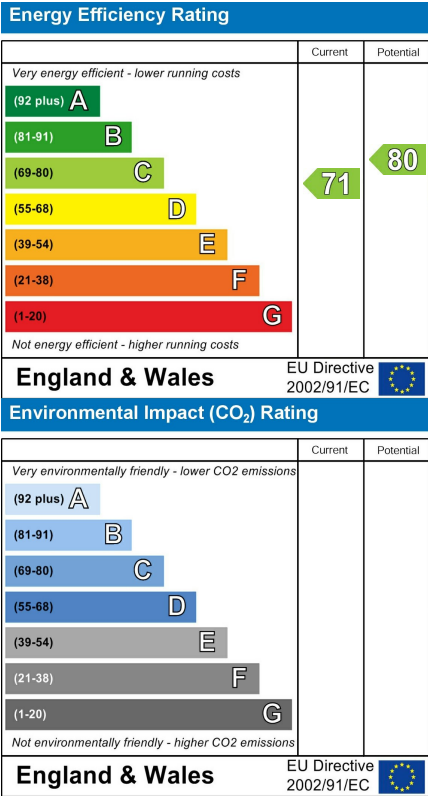 Energy Efficiency Rating
Current Potential
Very energy efficient - lower running costs
(92 plus) A
(81-91) B
(69-80) C
(55-68) D
(39-54) E
(21-38) F
(1-20) G
71
80
Not energy efficient - higher running costs
England & Wales
EU Directive
2002/91/EC
Environmental Impact (CO₂) Rating
Current Potential
Very environmentally friendly - lower CO2 emissions
(92 plus) A
(81-91) B
(69-80) C
(55-68) D
(39-54) E
(21-38) F
(1-20) G
Not environmentally friendly - higher CO2 emissions
England & Wales
EU Directive
2002/91/EC